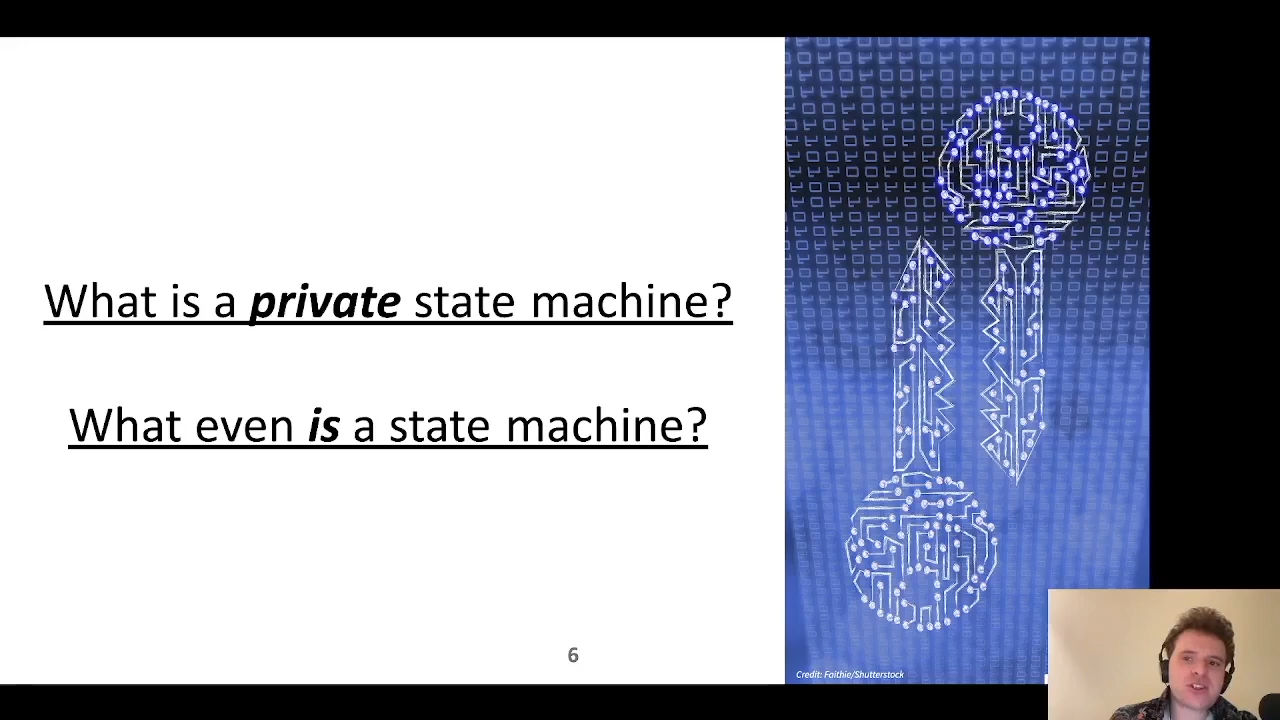 What is a private state machine?
What even is a state machine?
6
Credit: Faithie/Shutterstock